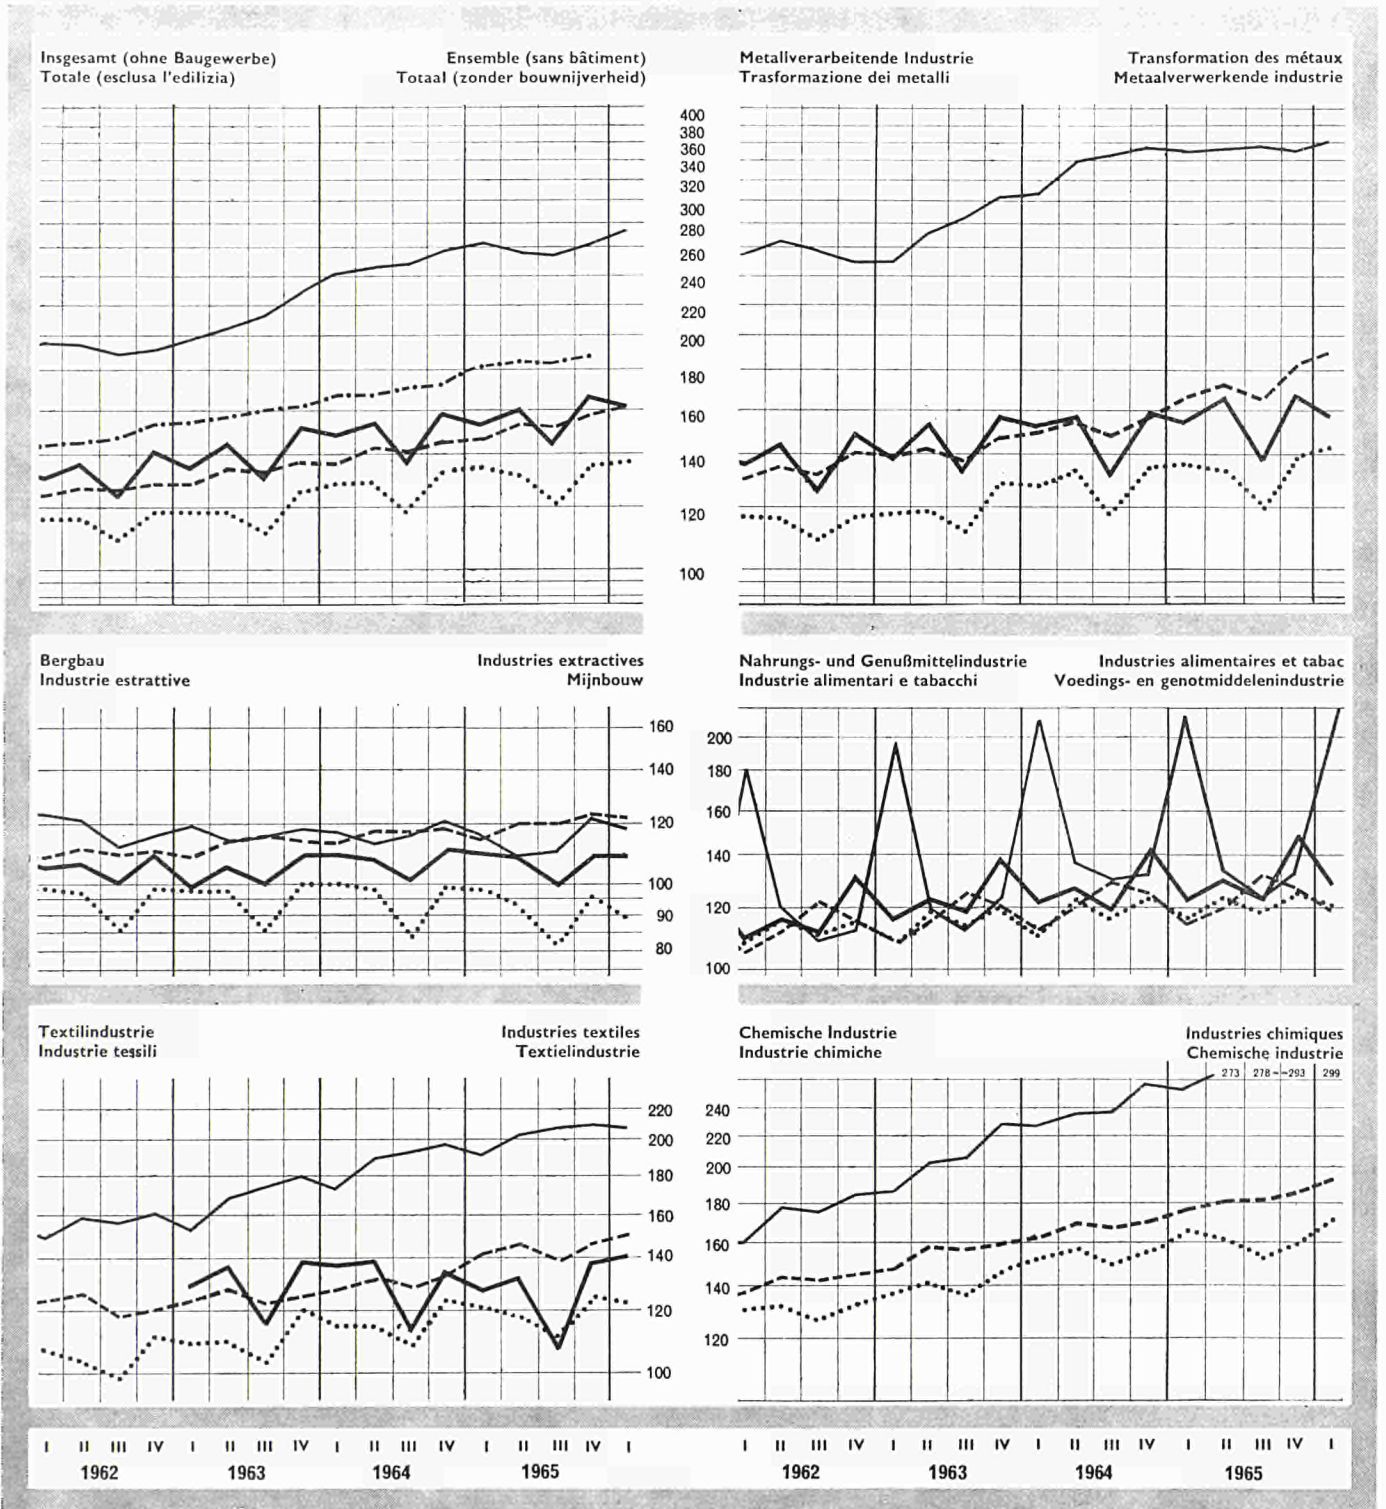 Insgesamt (ohne Baugewerbe) Ensemble (sans bâtiment)
Totale (esclusa l'edilizia) Totaal (zonder bouwnijverheid)
Metallverarbeitende Industrie Transformation des métaux
Trasformazione dei metalli Metaalverwerkende industrie
400
380
360
340
320
300
280
260
240
220
200
180
160
140
120
100
Bergbau Industries extractives
Industrie estrattive Mijnbouw
160
140
120
100
90
80
Nahrungs- und Genußmittelindustrie Industries alimentaires et tabac
Industrie alimentari e tabacchi Voedings- en genotmiddelenindustrie
200
180
160
140
120
100
Textilindustrie Industries textiles
Industrie tessili Textielindustrie
220
200
180
160
140
120
100
Chemische Industrie Industries chimiques
Industrie chimiche Chemische industrie
273 278 293 299
240
220
200
180
160
140
120
I II III IV I II III IV I II III IV I II III IV I
1962 1963 1964 1965
I II III IV I II III IV I II III IV I II III IV I
1962 1963 1964 1965